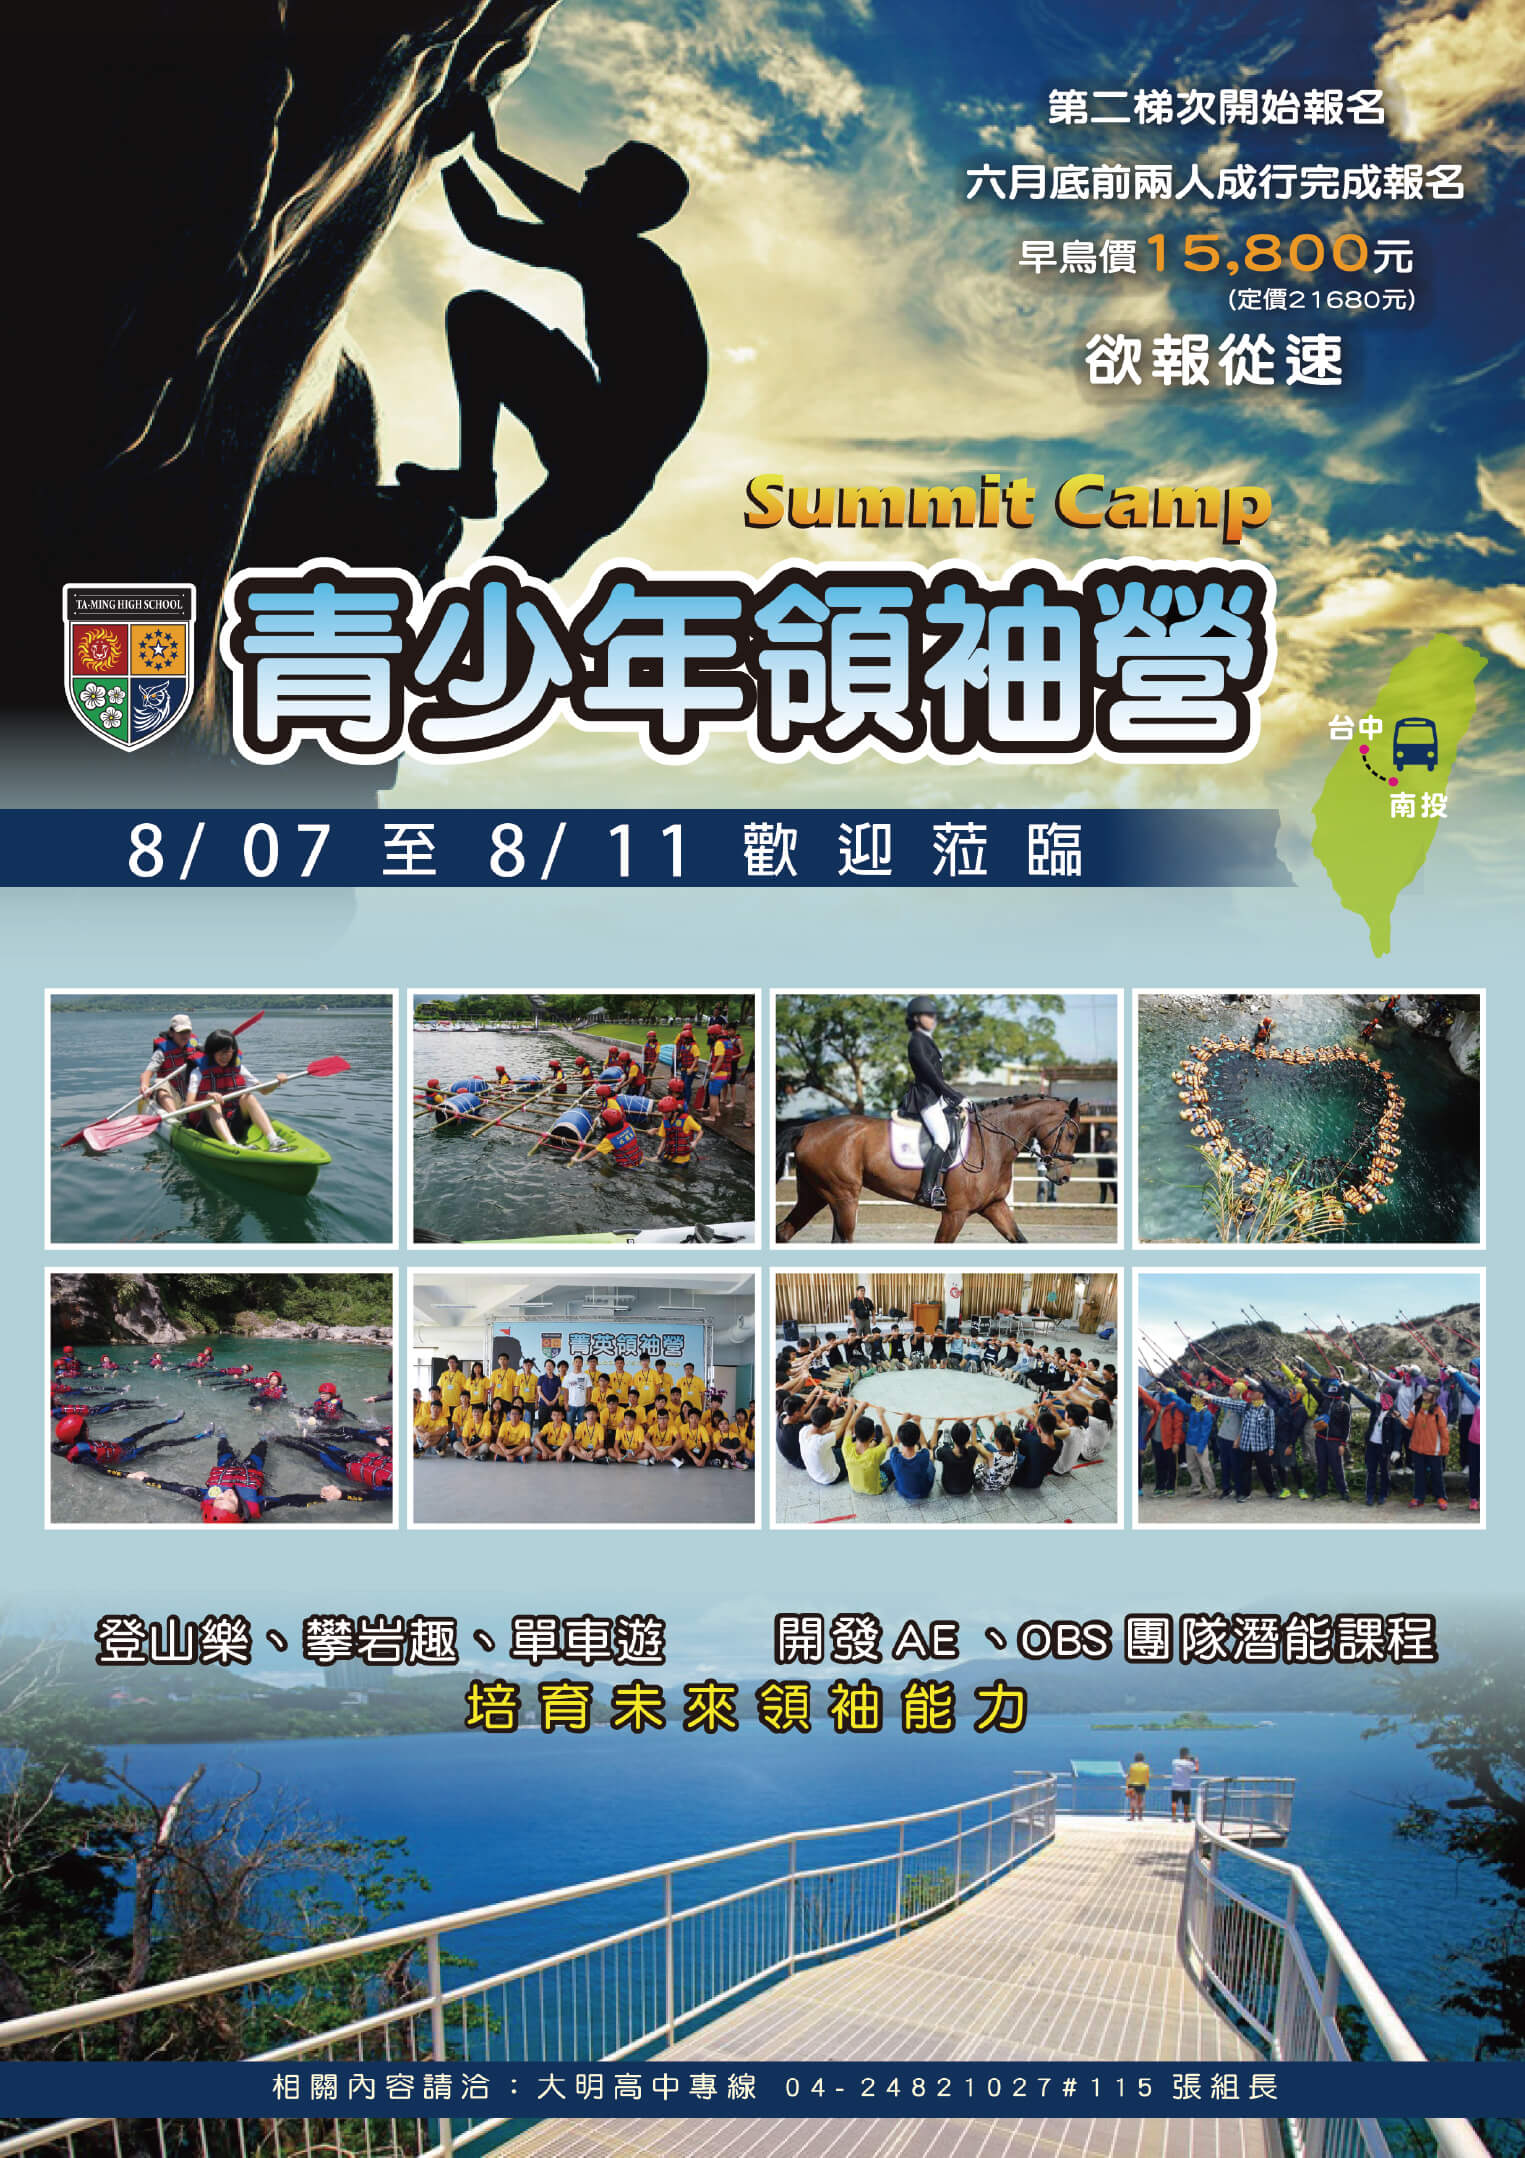 第二梯次開始報名
六月底前兩人成行完成報名
早鳥價15,800元
(定價21680元)
欲報從速
Summit Camp
TA-MING HIGH SCHOOL
青少年領袖營
台中
南投
8/07至8/11歡迎蒞臨
菁英領袖營
登山樂、攀岩趣、單車遊 開發AE、OBS團隊潛能課程
培育未來領袖能力
相關內容請洽：大明高中專線 04-24821027#115 張組長